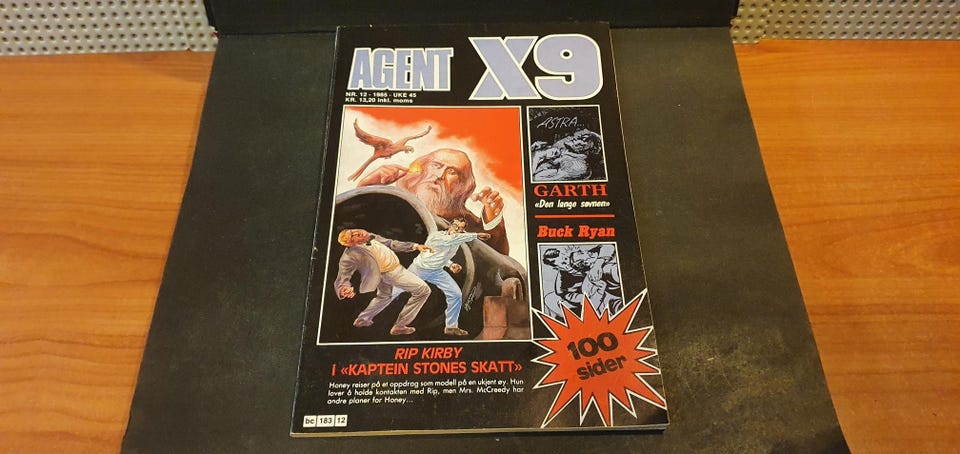 AGENT X9
NR. 12 - 1985 - UKE 45
KR. 13,20 inkl. moms
ASTRA...
GARTH
«Den lange søvnen»
Buck Ryan
100
sider
RIP KIRBY
I «KAPTEIN STONES SKATT»
Honey reiser på et oppdrag som modell på en ukjent øy. Hun
lover å holde kontakten med Rip, men Mrs. McCreedy har
andre planer for Honey...
bc 183 12